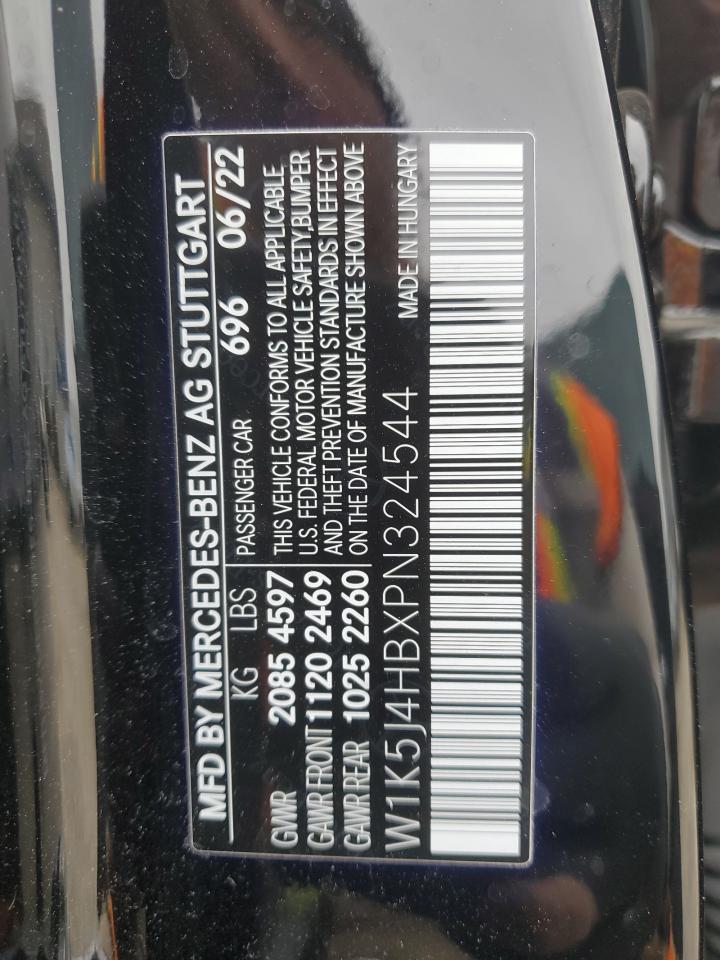 MFD BY MERCEDES-BENZ AG STUTTGART
KG LBS PASSENGER CAR 696 06/22
GVWR 2085 4597 THIS VEHICLE CONFORMS TO ALL APPLICABLE
GAWR FRONT 1120 2469 U.S. FEDERAL MOTOR VEHICLE SAFETY,BUMPER
GAWR REAR 1025 2260 AND THEFT PREVENTION STANDARDS IN EFFECT
ON THE DATE OF MANUFACTURE SHOWN ABOVE
W1K5J4HBXPN324544 MADE IN HUNGARY